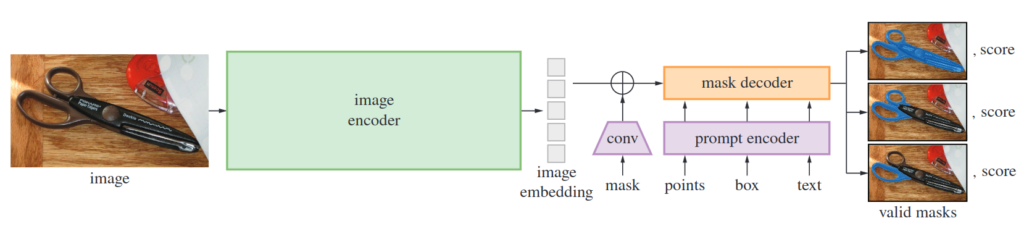 image
encoder
mask decoder
conv
prompt encoder
, score
, score
, score
image
image
embedding
mask
points
box
text
valid masks